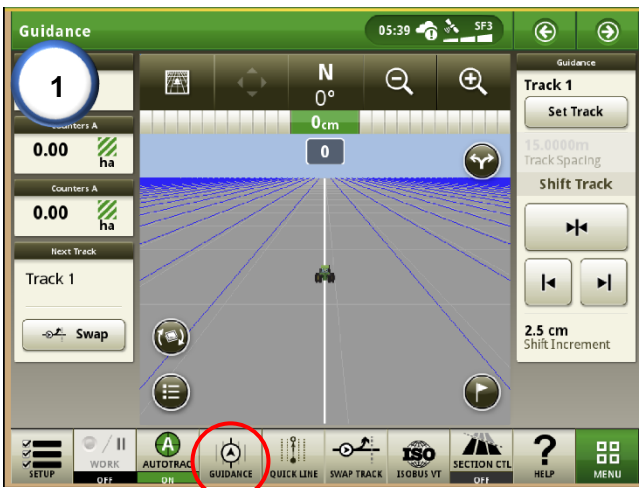 Guidance
05:39
SF3
1
Counters A
0.00
ha
Counters A
0.00
ha
Next Track
Track 1
Swap
N
0°
0cm
0
Guidance
Track 1
Set Track
15.0000m
Track Spacing
Shift Track
2.5 cm
Shift Increment
SETUP
WORK
OFF
A
AUTOTRAC
ON
GUIDANCE
QUICK LINE
SWAP TRACK
ISO
ISOBUS VT
SECTION CTL
OFF
?
HELP
MENU